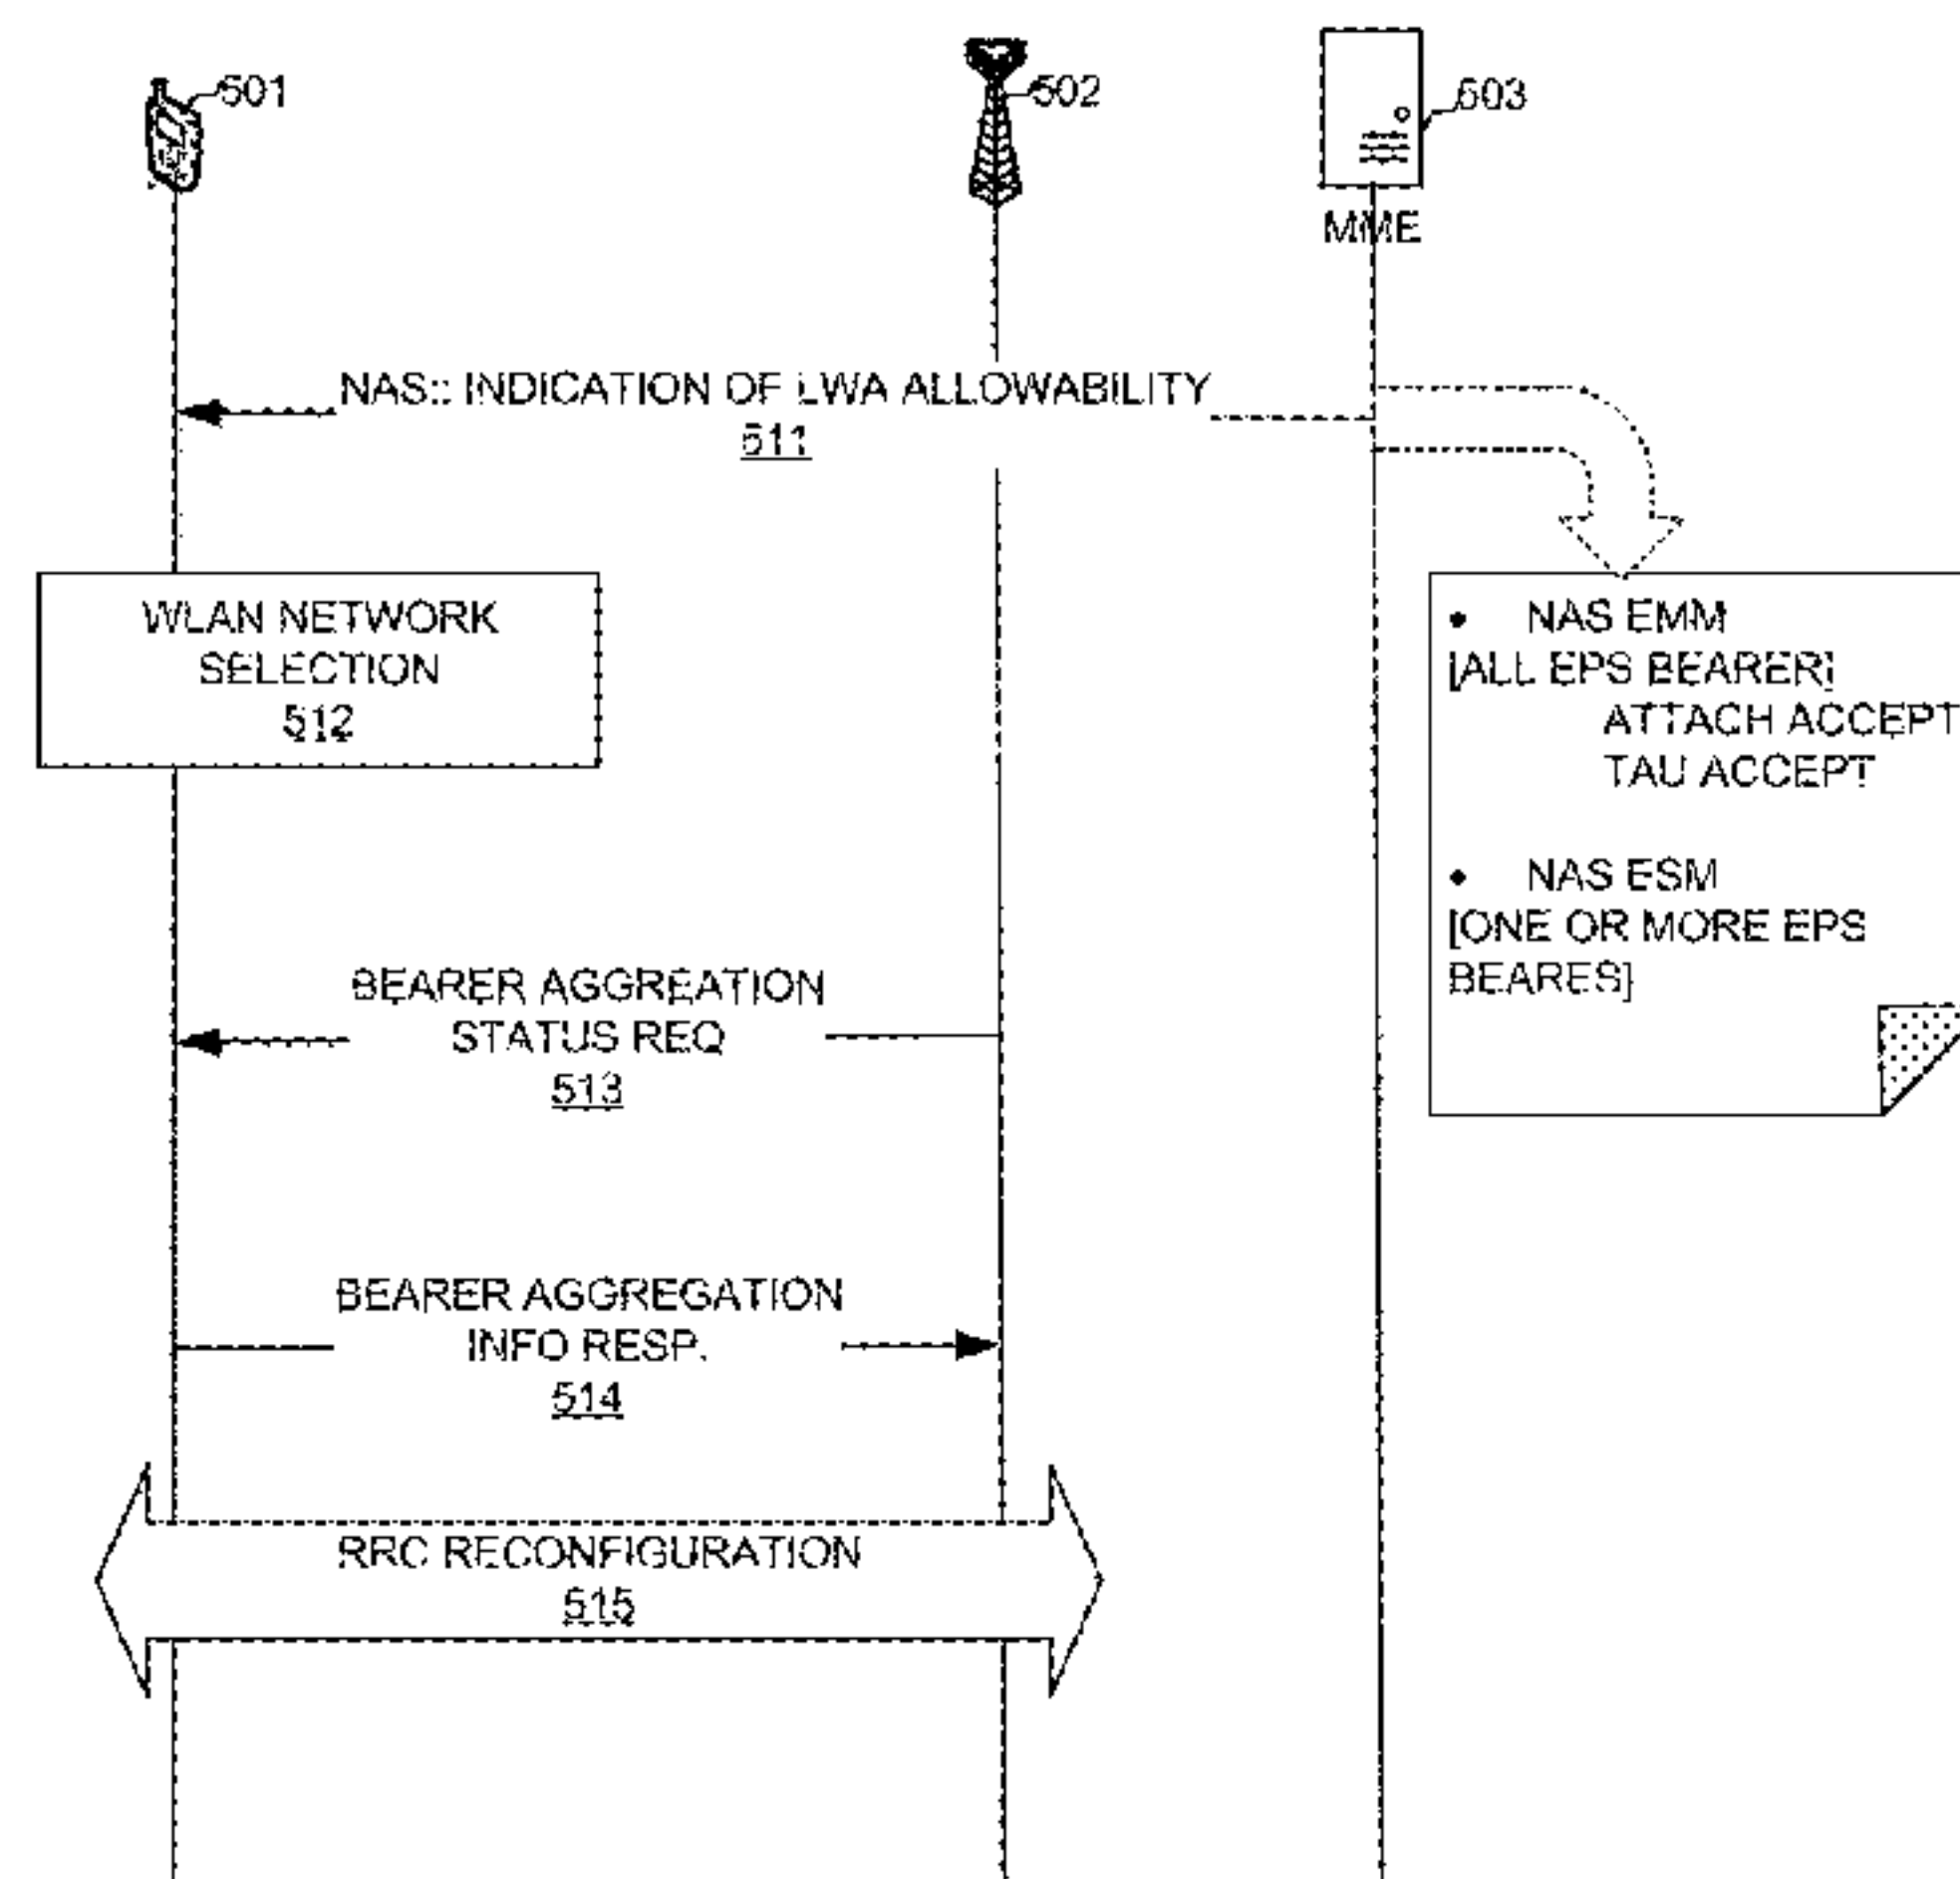 501
502
503
MME
NAS:: INDICATION OF LWA ALLOWABILITY
511
WLAN NETWORK
SELECTION
512
• NAS EMM
[ALL EPS BEARER]
ATTACH ACCEPT
TAU ACCEPT
• NAS ESM
[ONE OR MORE EPS
BEARES]
BEARER AGGREATION
STATUS REQ
513
BEARER AGGREGATION
INFO RESP.
514
RRC RECONFIGURATION
515